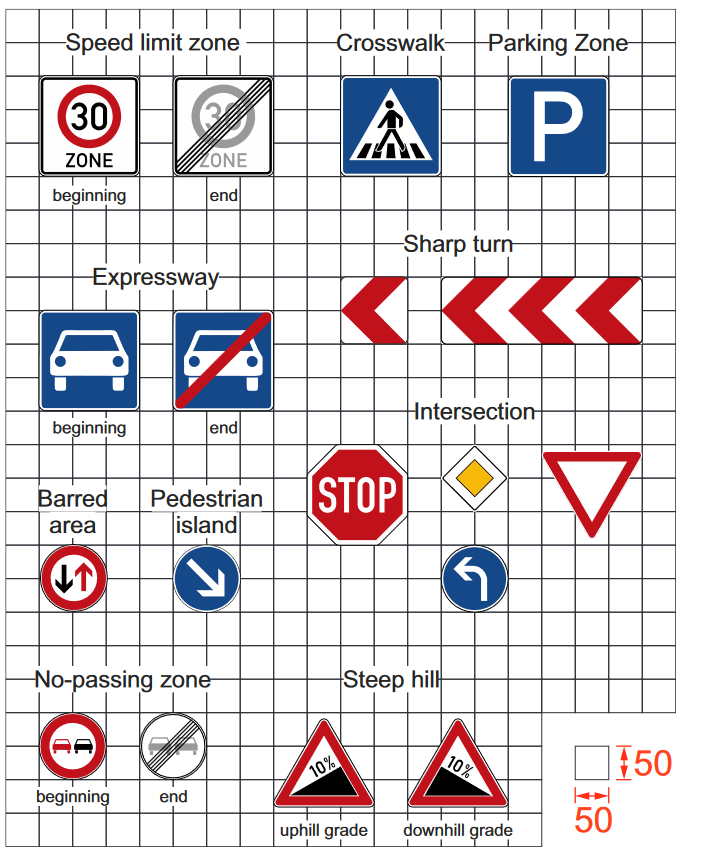 Speed limit zone
Crosswalk
Parking Zone
30
ZONE
30
ZONE
P
beginning
end
Sharp turn
Expressway
beginning
end
Intersection
STOP
Barred
area
Pedestrian
island
No-passing zone
Steep hill
10%
10%
beginning
end
uphill grade
downhill grade
50
50